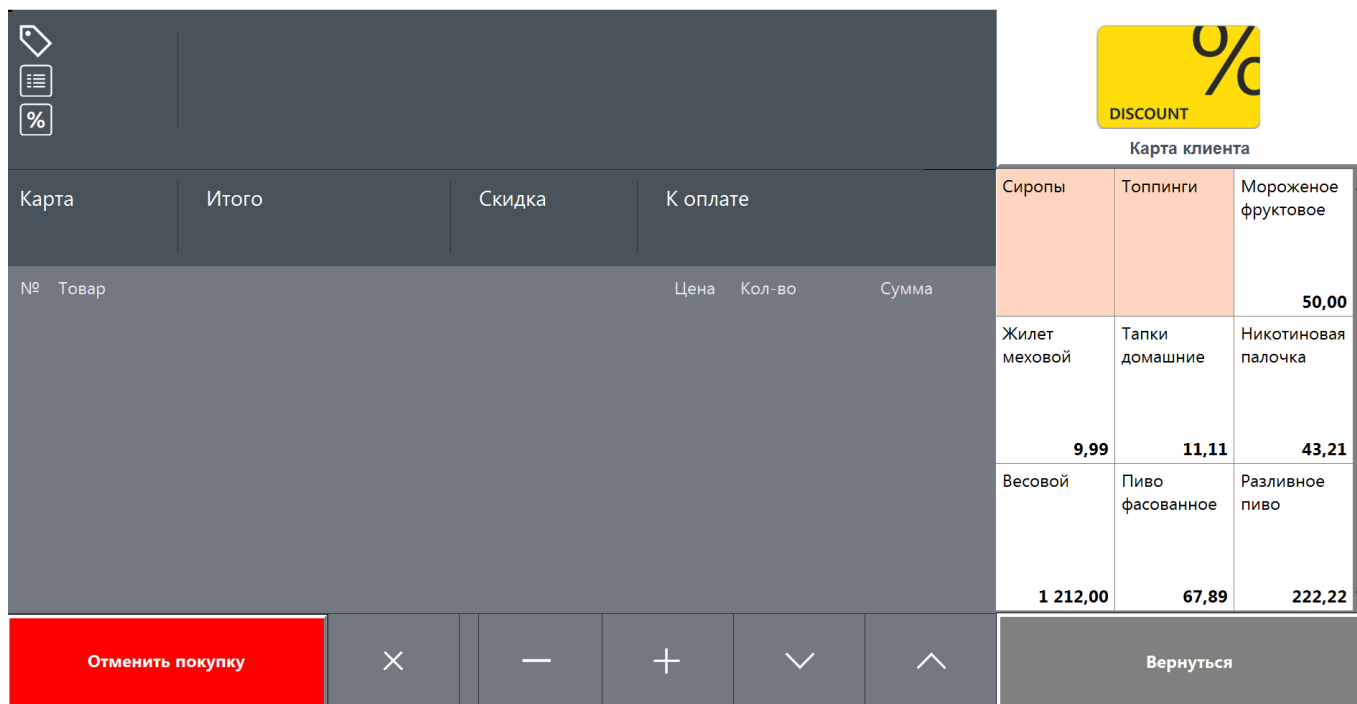 %
DISCOUNT
Карта клиента
%
Карта Итого Скидка К оплате
№ Товар Цена Кол-во Сумма
Сиропы
Топпинги
Мороженое
фруктовое
50,00
Жилет
меховой
9,99
Тапки
домашние
11,11
Никотиновая
палочка
43,21
Весовой
1 212,00
Пиво
фасованное
67,89
Разливное
пиво
222,22
Отменить покупку
Вернуться